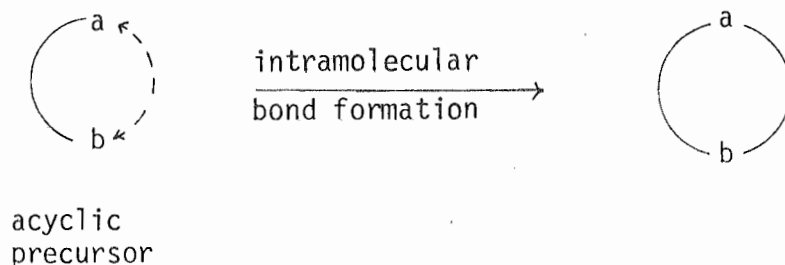 a
a
intramolecular
bond formation
b
b
acyclic
precursor